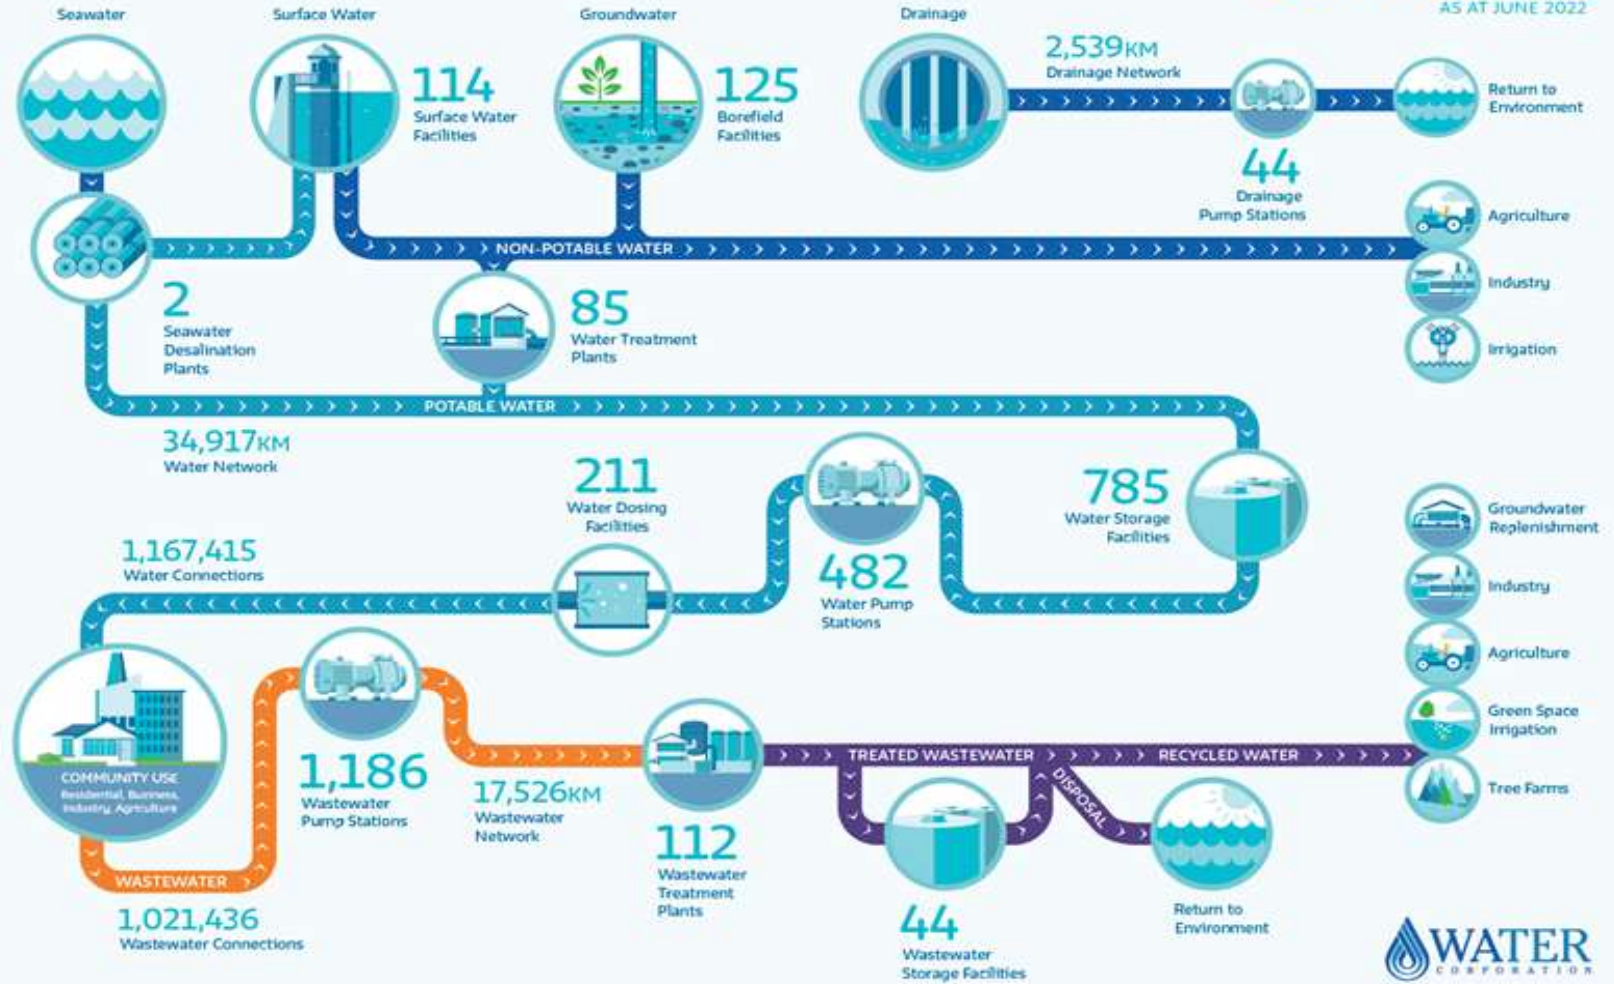 Seawater
Surface Water
Groundwater
Drainage
AS AT JUNE 2022
114
Surface Water
Facilities
125
Borefield
Facilities
2,539KM
Drainage Network
Return to
Environment
44
Drainage
Pump Stations
Agriculture
NON-POTABLE WATER
Industry
2
Seawater
Desalination
Plants
85
Water Treatment
Plants
Irrigation
POTABLE WATER
34,917KM
Water Network
211
Water Dosing
Facilities
785
Water Storage
Facilities
Groundwater
Replenishment
1,167,415
Water Connections
482
Water Pump
Stations
Industry
Agriculture
COMMUNITY USE
Residential, Business,
Industry, Agriculture
1,186
Wastewater
Pump Stations
17,526KM
Wastewater
Network
TREATED WASTEWATER
RECYCLED WATER
DISPOSAL
Green Space
Irrigation
Tree Farms
112
Wastewater
Treatment
Plants
WASTEWATER
1,021,436
Wastewater Connections
44
Wastewater
Storage Facilities
Return to
Environment
WATER
CORPORATION